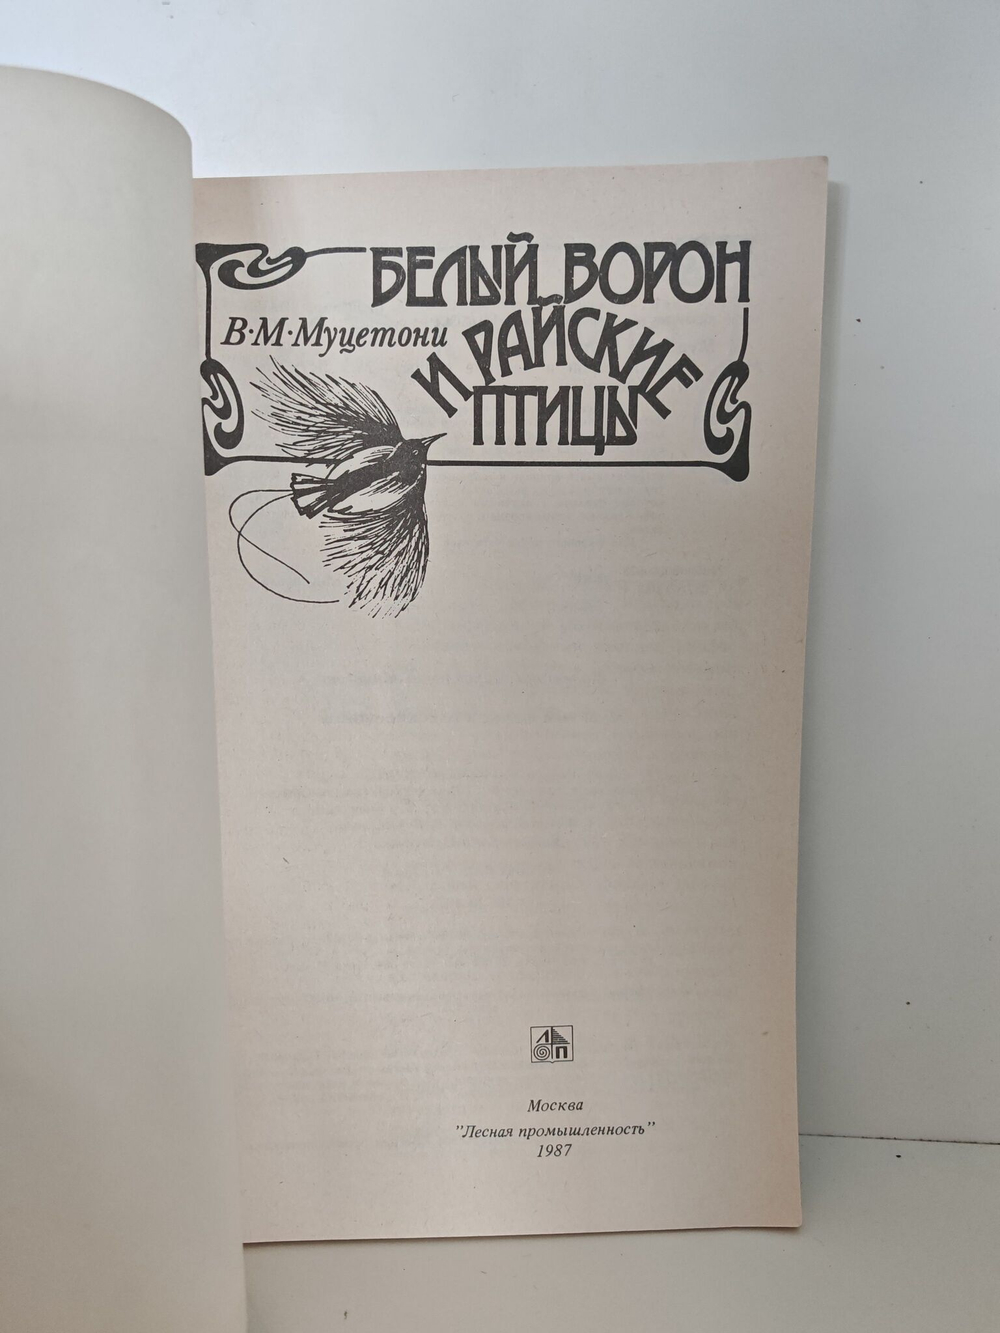 БЕЛЫЙ ВОРОН
В·М·Муцетони
И РАЙСКИЕ
ПТИЦЫ
Л П
Москва
"Лесная промышленность"
1987